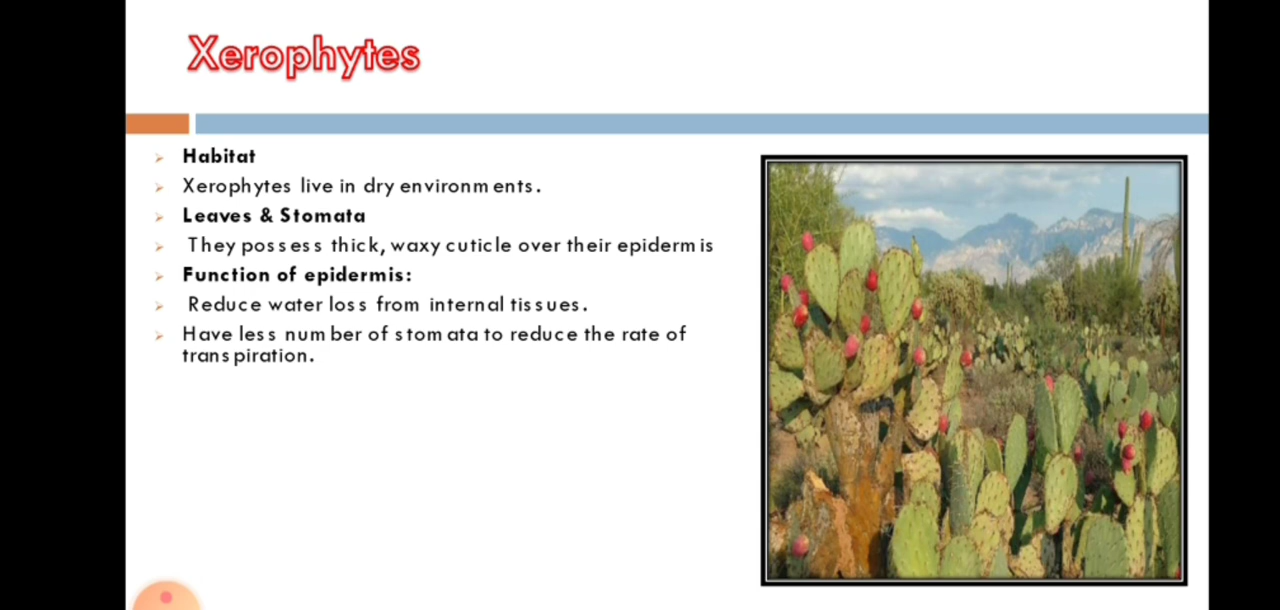 Xerophytes
Habitat
Xerophytes live in dry environments.
Leaves & Stomata
They possess thick, waxy cuticle over their epidermis
Function of epidermis:
Reduce water loss from internal tissues.
Have less number of stomata to reduce the rate of
transpiration.